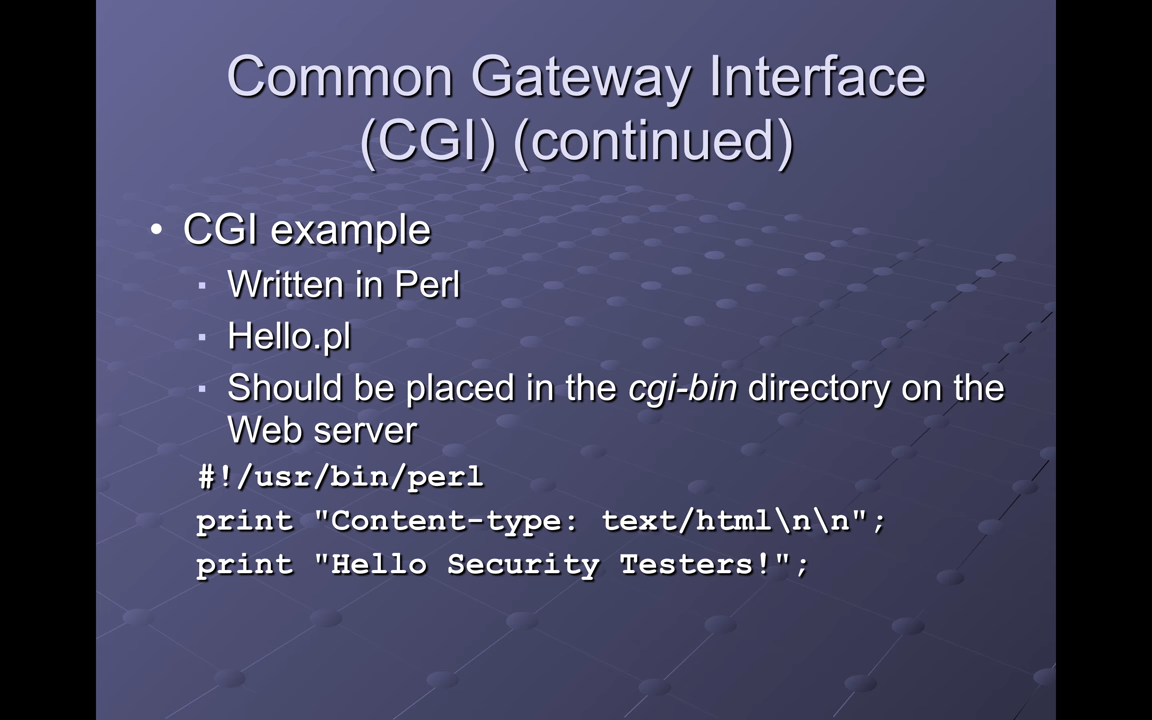 Common Gateway Interface
(CGI) (continued)
• CGI example
▪ Written in Perl
▪ Hello.pl
▪ Should be placed in the cgi-bin directory on the
Web server
#!/usr/bin/perl
print "Content-type: text/html\n\n";
print "Hello Security Testers!";